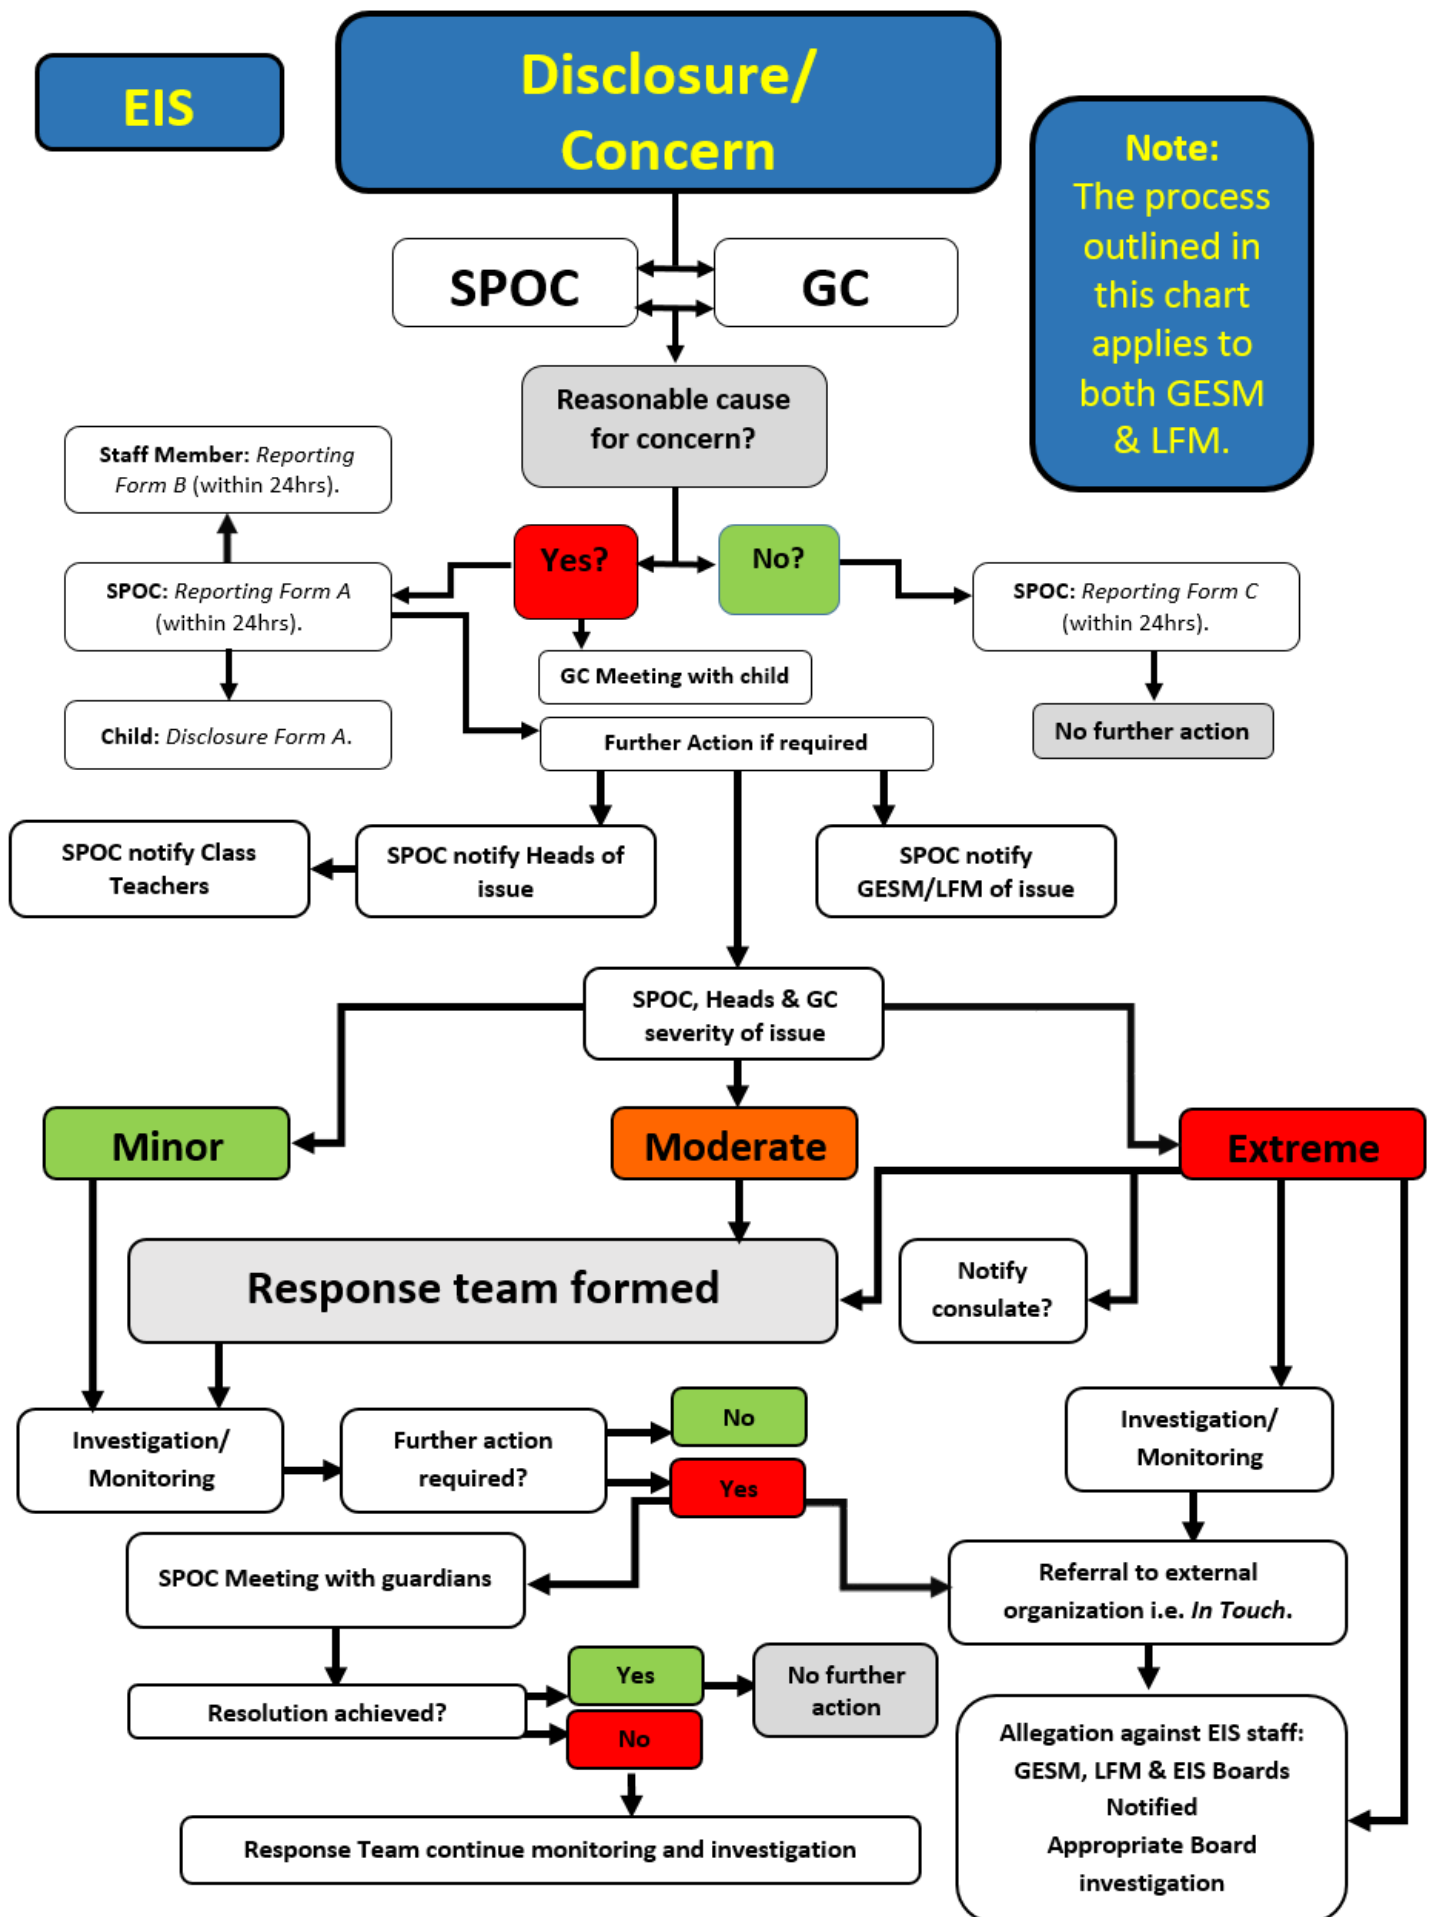 EIS
Disclosure/
Concern
Note:
The process
outlined in
this chart
applies to
both GESM
& LFM.
SPOC
GC
Reasonable cause
for concern?
Staff Member: Reporting
Form B (within 24hrs).
Yes?
No?
SPOC: Reporting Form A
(within 24hrs).
SPOC: Reporting Form C
(within 24hrs).
GC Meeting with child
Child: Disclosure Form A.
Further Action if required
No further action
SPOC notify Class
Teachers
SPOC notify Heads of
issue
SPOC notify
GESM/LFM of issue
SPOC, Heads & GC
severity of issue
Minor
Moderate
Extreme
Response team formed
Notify
consulate?
Investigation/
Monitoring
Further action
required?
No
Yes
Investigation/
Monitoring
SPOC Meeting with guardians
Referral to external
organization i.e. In Touch.
Resolution achieved?
Yes
No
No further
action
Allegation against EIS staff:
GESM, LFM & EIS Boards
Notified
Appropriate Board
investigation
Response Team continue monitoring and investigation